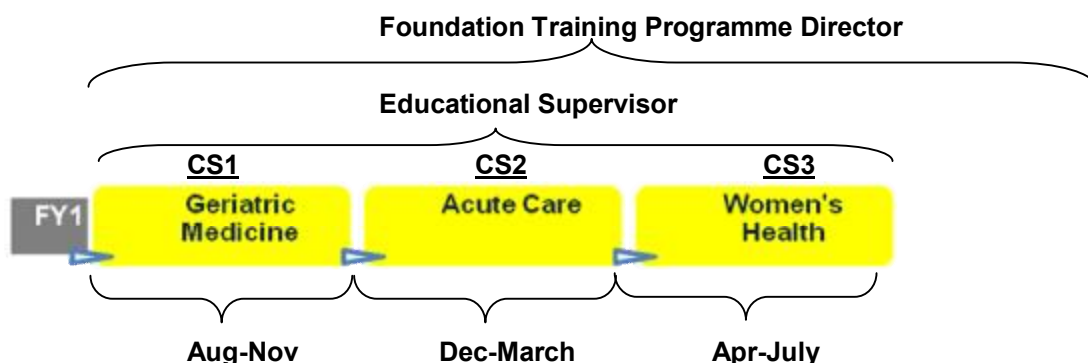 Foundation Training Programme Director
Educational Supervisor
CS1 CS2 CS3
FY1
Geriatric
Medicine
Acute Care
Women's
Health
Aug-Nov Dec-March Apr-July